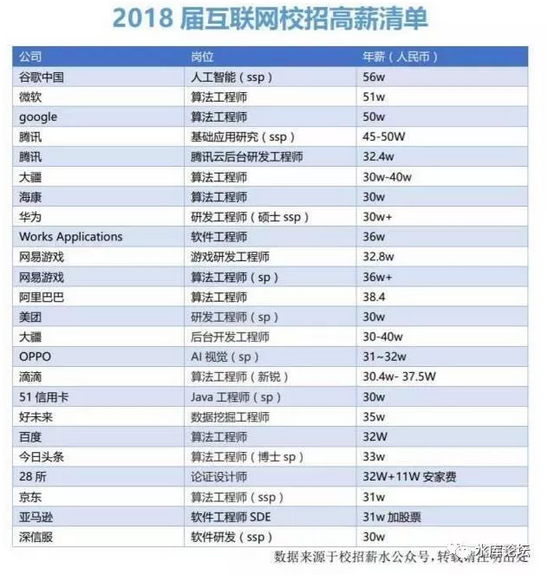 2018 届互联网校招高薪清单
公司 岗位 年薪（人民币）
谷歌中国 人工智能（ssp） 56w
微软 算法工程师 51w
google 算法工程师 50w
腾讯 基础应用研究（ssp） 45-50W
腾讯 腾讯云后台研发工程师 32.4w
大疆 算法工程师 30w-40w
海康 算法工程师 30w
华为 研发工程师（硕士 ssp） 30w+
Works Applications 软件工程师 36w
网易游戏 游戏研发工程师 32.8w
网易游戏 算法工程师（sp） 36w+
阿里巴巴 算法工程师 38.4
美团 研发工程师（sp） 30w
大疆 后台开发工程师 30-40w
OPPO AI 视觉（sp） 31~32w
滴滴 算法工程师（新锐） 30.4w- 37.5W
51 信用卡 Java 工程师（sp） 30w
好未来 数据挖掘工程师 35w
百度 算法工程师 32W
今日头条 算法工程师（博士 sp） 33w
28 所 论证设计师 32W+11W 安家费
京东 算法工程师（ssp） 31w
亚马逊 软件工程师 SDE 31w 加股票
深信服 软件研发（ssp） 30w
数据来源于校招薪水公众号，转载请注明出处
水库论坛